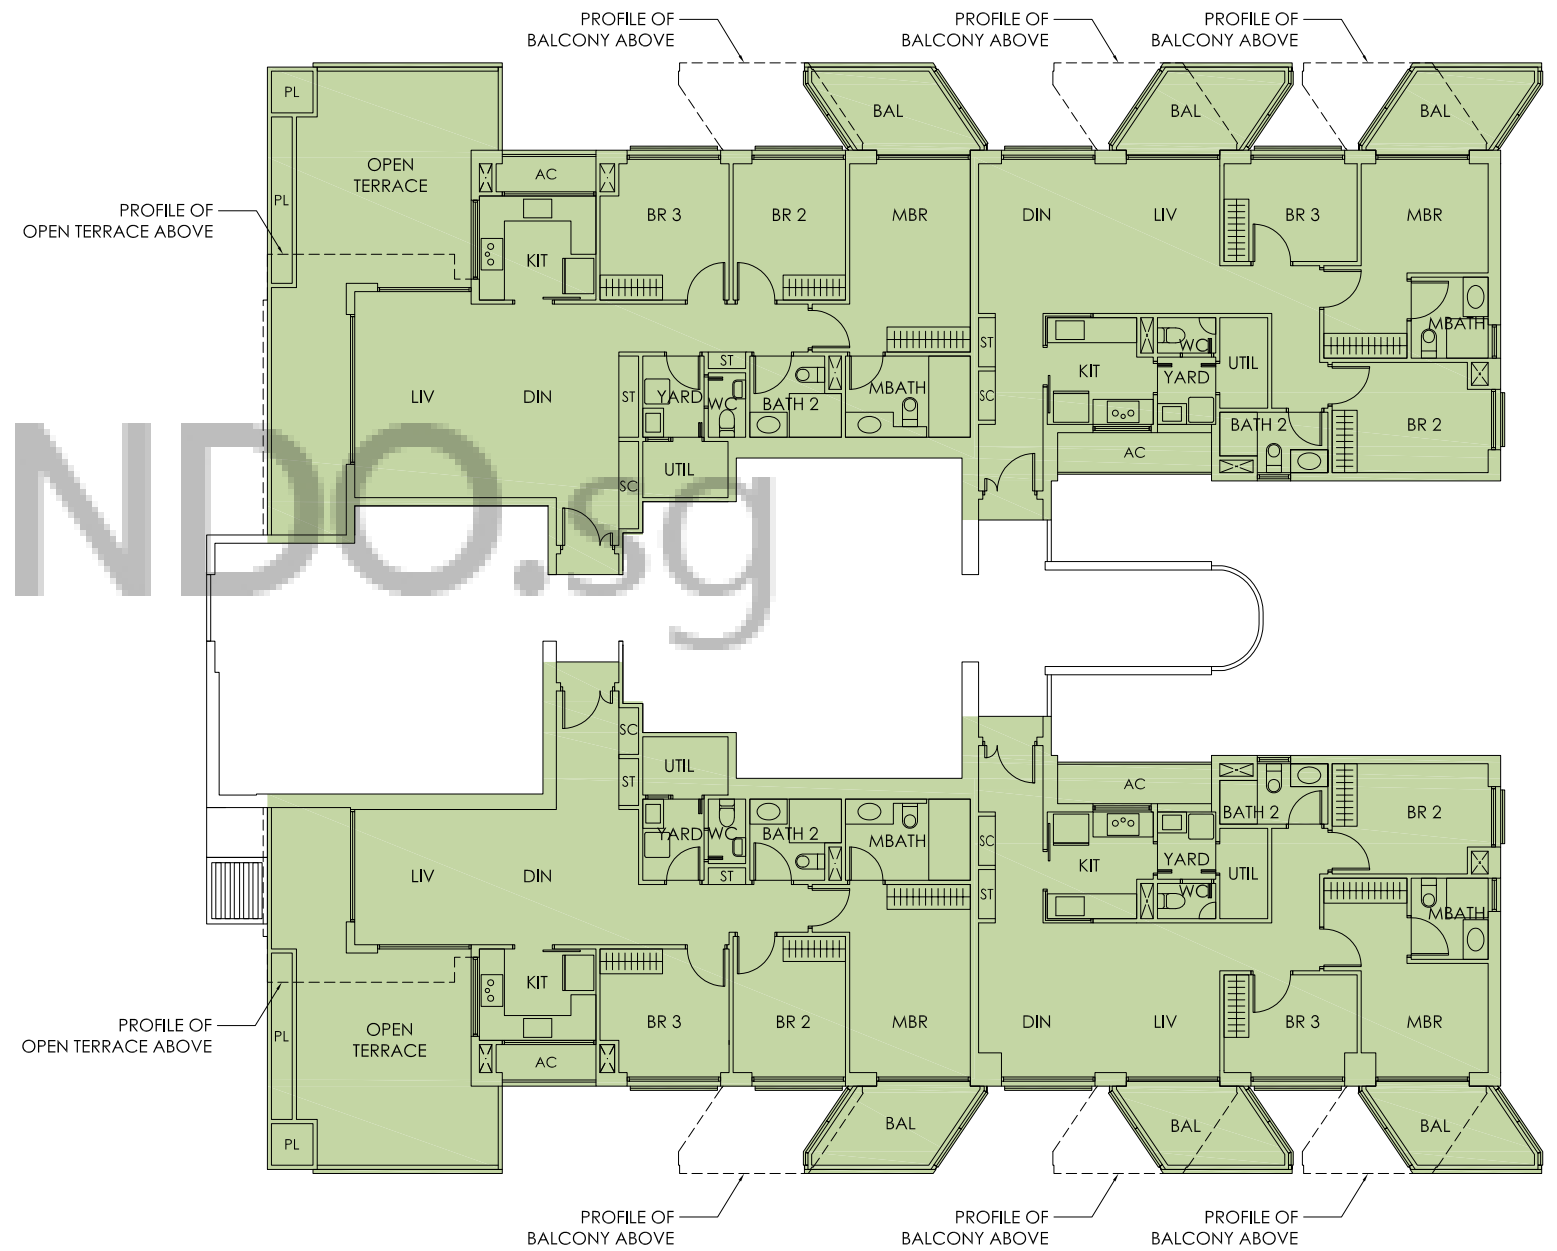 PROFILE OF
BALCONY ABOVE
PROFILE OF
BALCONY ABOVE
PROFILE OF
BALCONY ABOVE
PL
BAL
BAL
BAL
OPEN
TERRACE
AC
PL
BR 3
BR 2
MBR
DIN
LIV
BR 3
MBR
PROFILE OF
OPEN TERRACE ABOVE
KIT
MBATH
WC
ST
UTIL
ST
YARD
KIT
MBATH
LIV
DIN
ST
YARD
WC
BATH 2
SC
BATH 2
BR 2
AC
UTIL
SC
NDO.sg
SC
UTIL
ST
AC
BATH 2
BR 2
YARD
WC
BATH 2
MBATH
SC
YARD
KIT
UTIL
LIV
DIN
ST
ST
WC
MBATH
KIT
BR 3
BR 2
MBR
DIN
LIV
BR 3
MBR
PROFILE OF
OPEN TERRACE ABOVE
PL
OPEN
TERRACE
AC
PL
BAL
BAL
BAL
PROFILE OF
BALCONY ABOVE
PROFILE OF
BALCONY ABOVE
PROFILE OF
BALCONY ABOVE